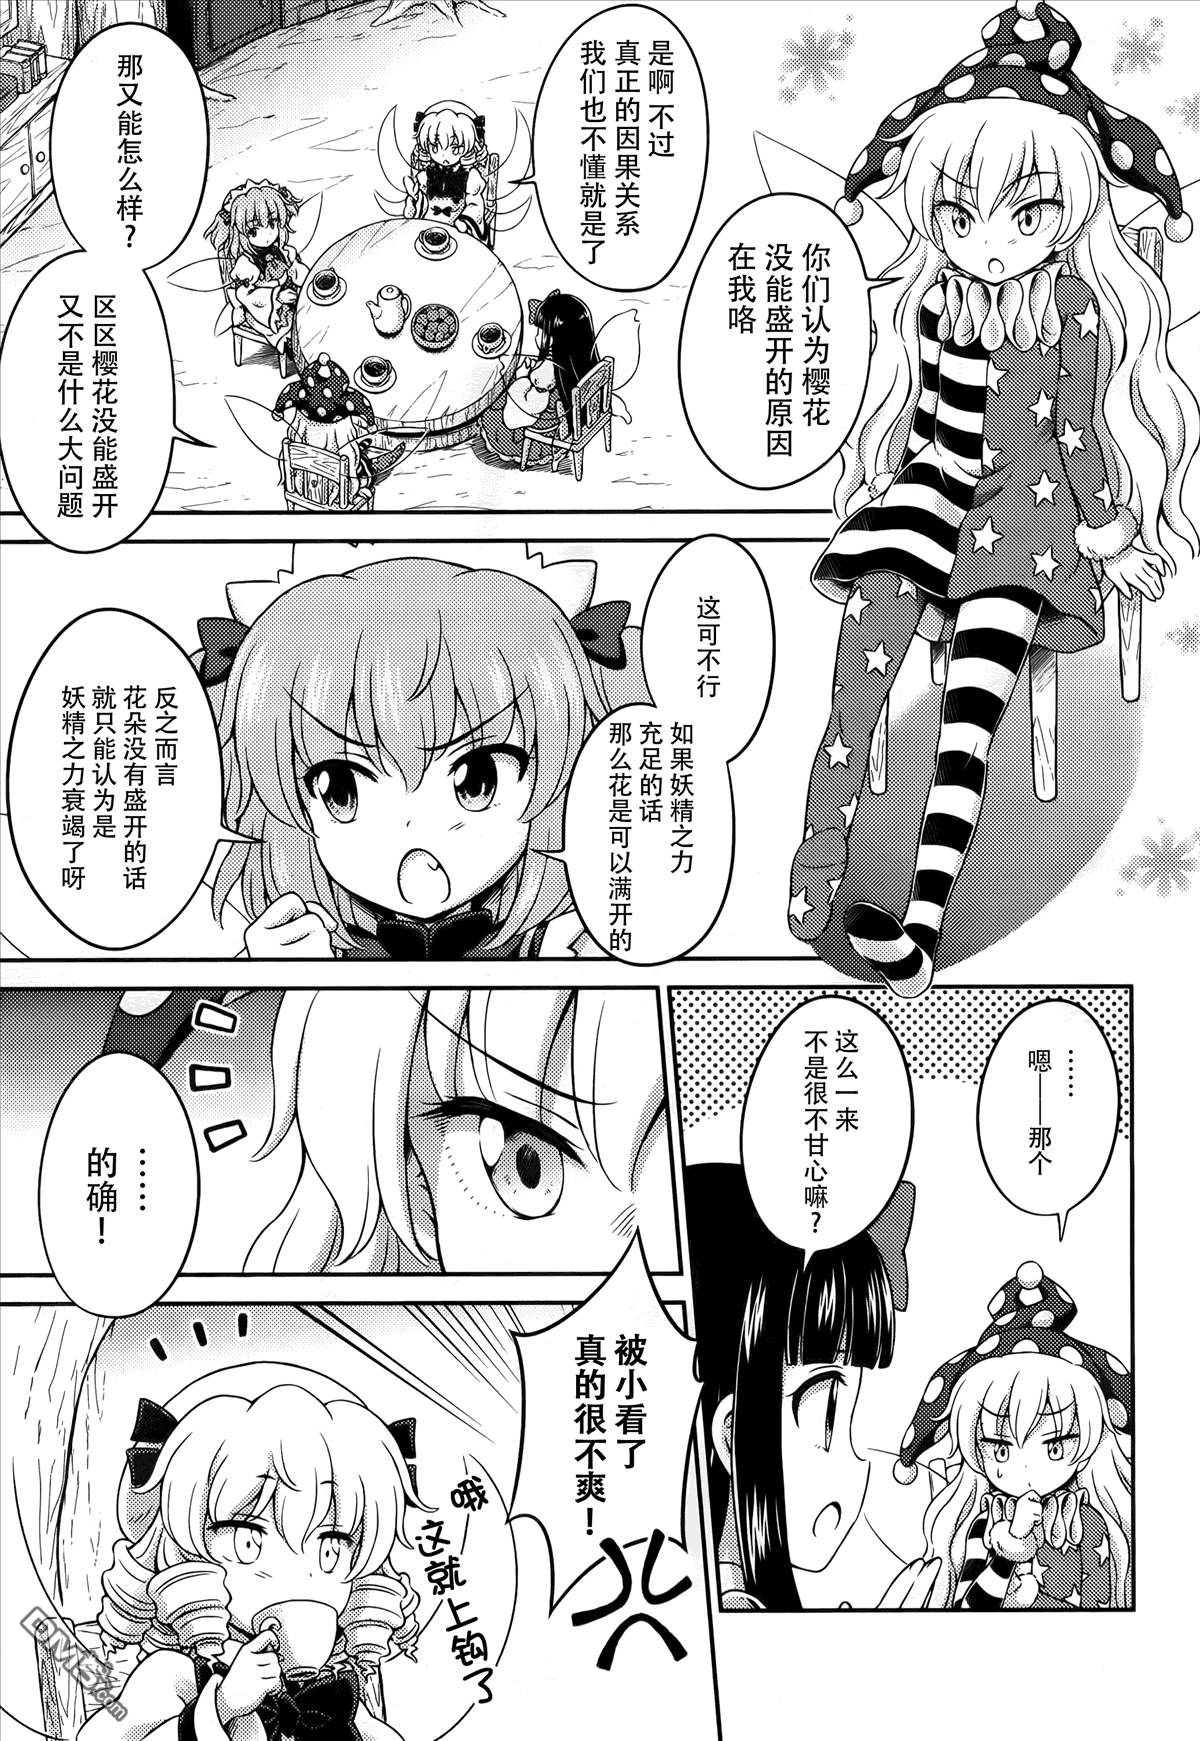 你们认为樱花
没能盛开的原因
在我咯
是啊 不过
真正的因果关系
我们也不懂就是了
那又能怎么样?
区区樱花没能盛开
又不是什么大问题
这可不行
如果妖精之力
充足的话
那么花是可以满开的
反之而言
花朵没有盛开的话
就只能认为是
妖精之力衰竭了呀
……
嗯——那个
这么一来
不是很不甘心嘛?
……
的确!
被小看了
真的很不爽!
哦
这就上钩了
DM5.com